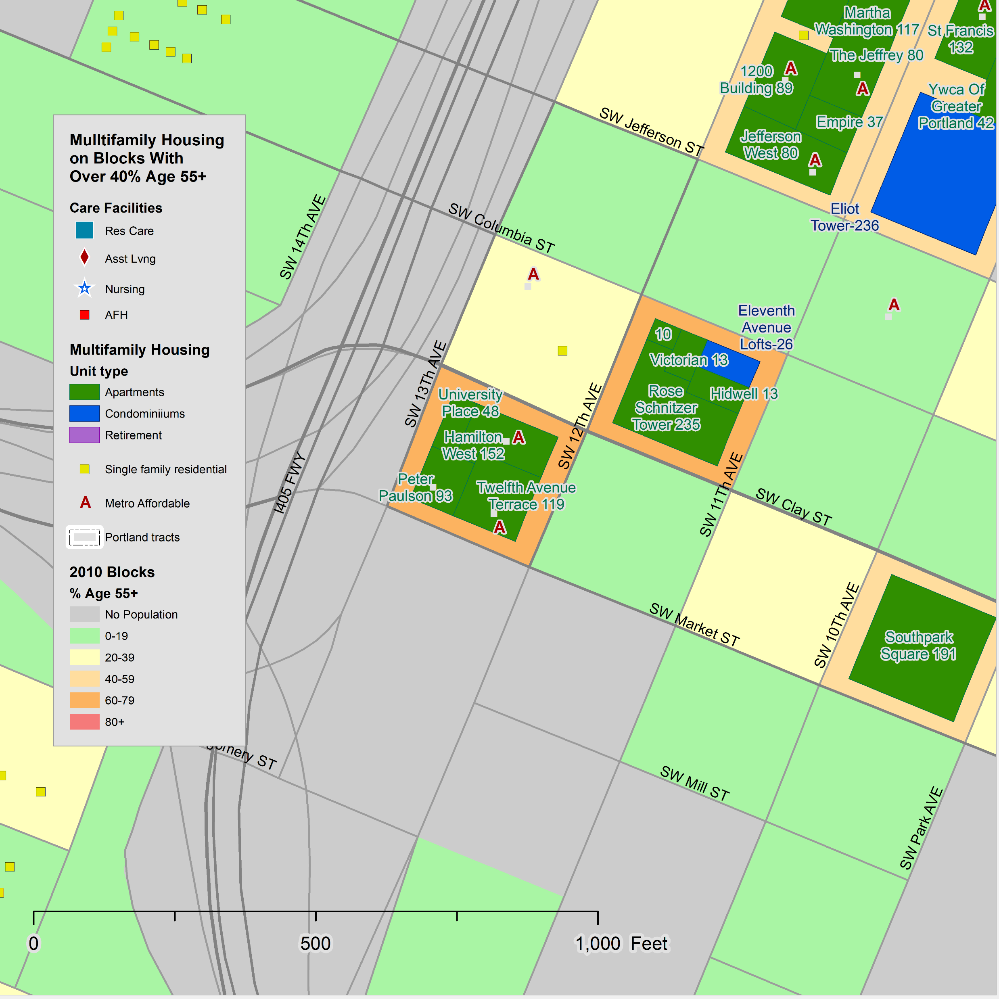 Martha
Washington 117
St Francis
132
A
The Jeffrey 80
1200
Building 89
A
A
Ywca Of
Greater
Portland 42
Empire 37
Jefferson
West 80
A
SW Jefferson ST
Eliot
Tower-236
SW Columbia ST
SW 14Th AVE
A
A
Eleventh
Avenue
Lofts-26
10
Victorian 13
Rose
Schnitzer
Tower 235
Hidwell 13
SW 13Th AVE
SW 12Th AVE
University
Place 48
Hamilton
West 152
A
Peter
Paulson 93
Twelfth Avenue
Terrace 119
A
I405 FWY
SW 11Th AVE
SW Clay ST
SW 10Th AVE
SW Market ST
Southpark
Square 191
SW Mill ST
SW Park AVE
ST
Mulltifamily Housing
on Blocks With
Over 40% Age 55+
Care Facilities
Res Care
Asst Lvng
Nursing
AFH
Multifamily Housing
Unit type
Apartments
Condominiiums
Retirement
Single family residential
A Metro Affordable
Portland tracts
2010 Blocks
% Age 55+
No Population
0-19
20-39
40-59
60-79
80+
0 500 1,000 Feet